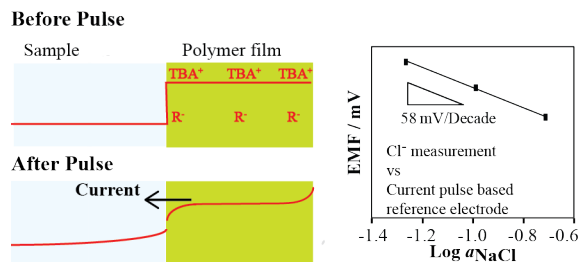 Before Pulse
Sample Polymer film
TBA⁺ TBA⁺ TBA⁺
R⁻ R⁻ R⁻
After Pulse
Current
EMF / mV
58 mV/Decade
Cl⁻ measurement
vs
Current pulse based
reference electrode
-1.4 -1.2 -1.0 -0.8 -0.6
Log aNaCl